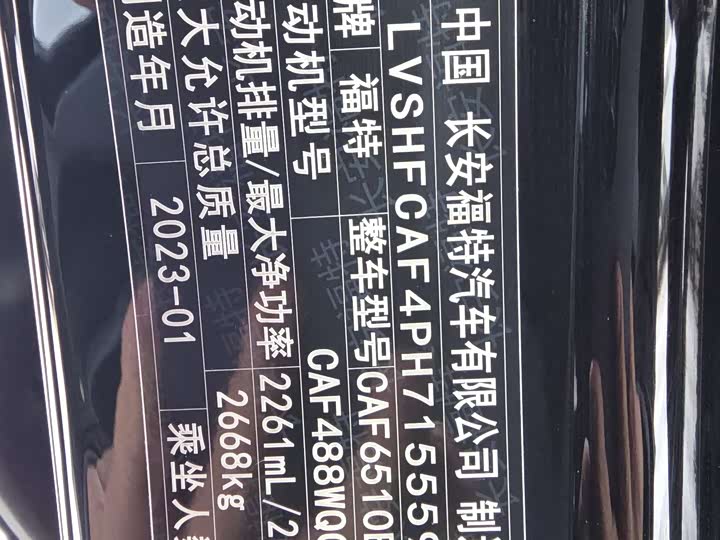 中国 长安福特汽车有限公司 制
LVSHFCAF4PH715559
牌 福特 整车型号 CAF6510
动机型号 CAF488WQ
动机排量/最大净功率 2261mL/2
大允许总质量 2668kg
造年月 2023-01 乘坐人